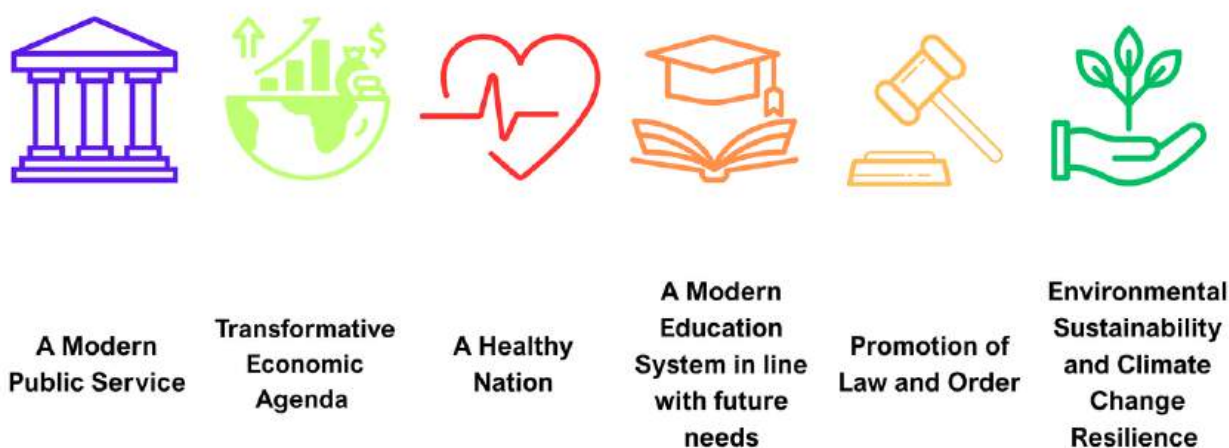 $
A Modern
Public Service
Transformative
Economic
Agenda
A Healthy
Nation
A Modern
Education
System in line
with future
needs
Promotion of
Law and Order
Environmental
Sustainability
and Climate
Change
Resilience